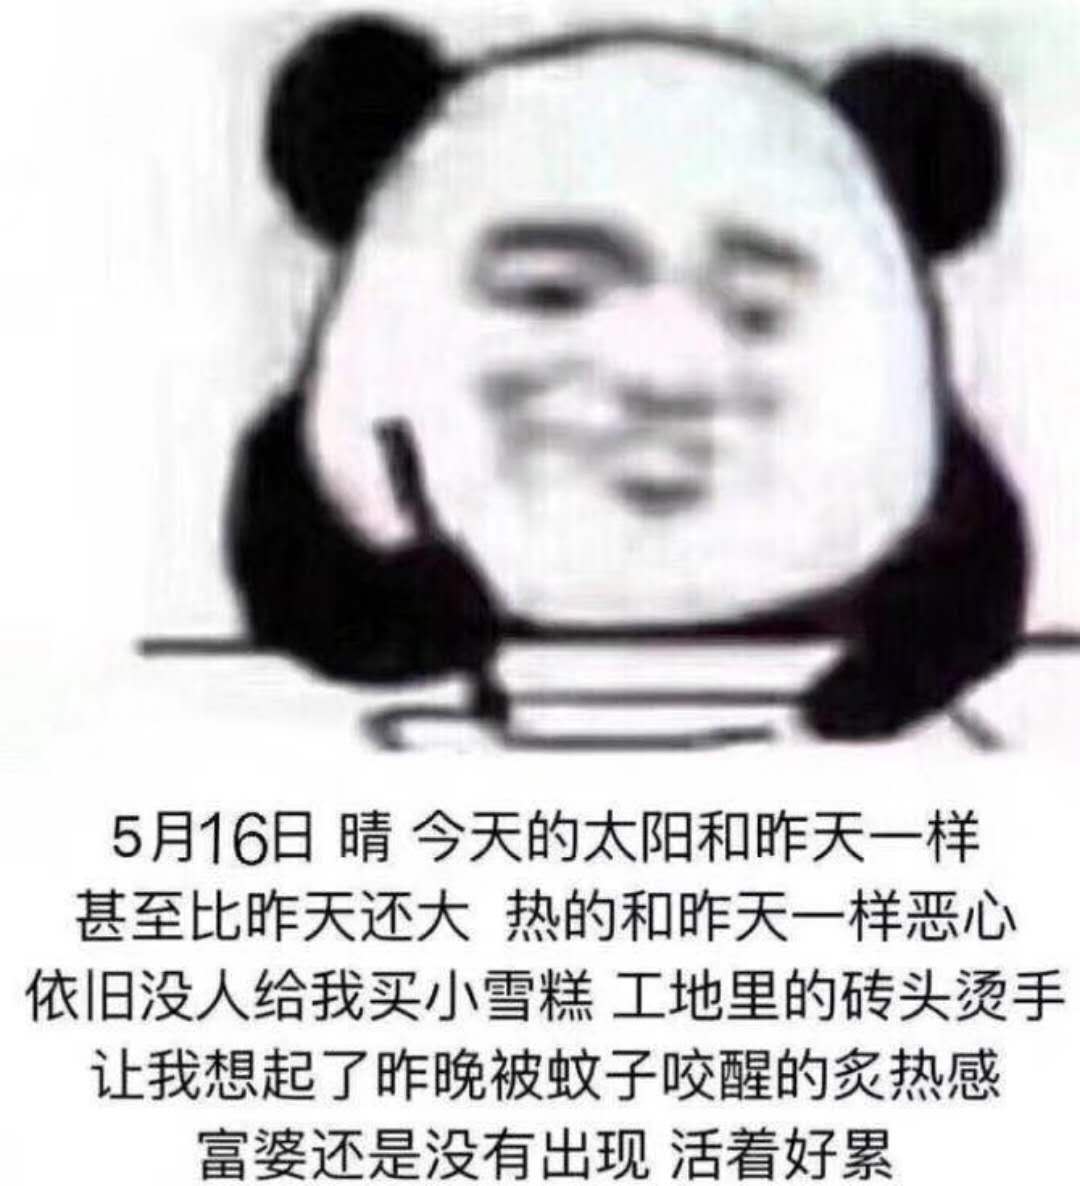 5月16日 晴 今天的太阳和昨天一样
甚至比昨天还大 热的和昨天一样恶心
依旧没人给我买小雪糕 工地里的砖头烫手
让我想起了昨晚被蚊子咬醒的炙热感
富婆还是没有出现 活着好累